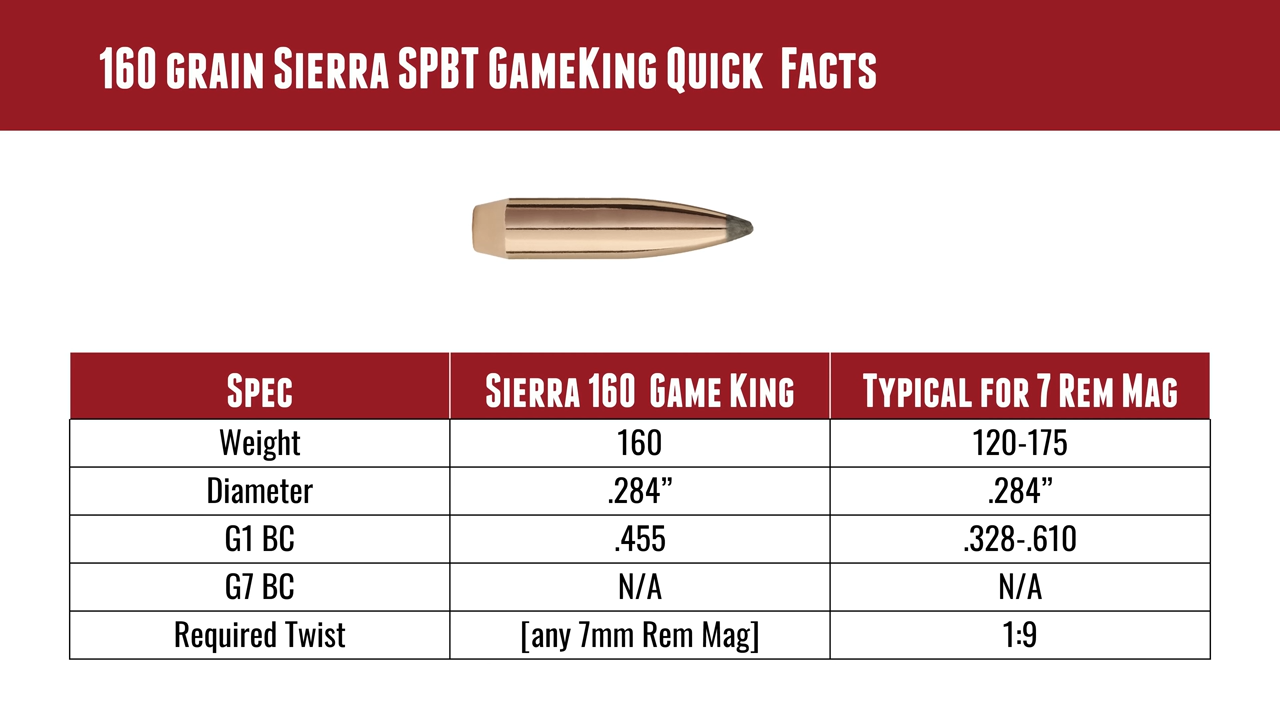 160 GRAIN SIERRA SPBT GAMEKING QUICK FACTS
SPEC SIERRA 160 GAME KING TYPICAL FOR 7 REM MAG
Weight 160 120-175
Diameter .284” .284”
G1 BC .455 .328-.610
G7 BC N/A N/A
Required Twist [any 7mm Rem Mag] 1:9